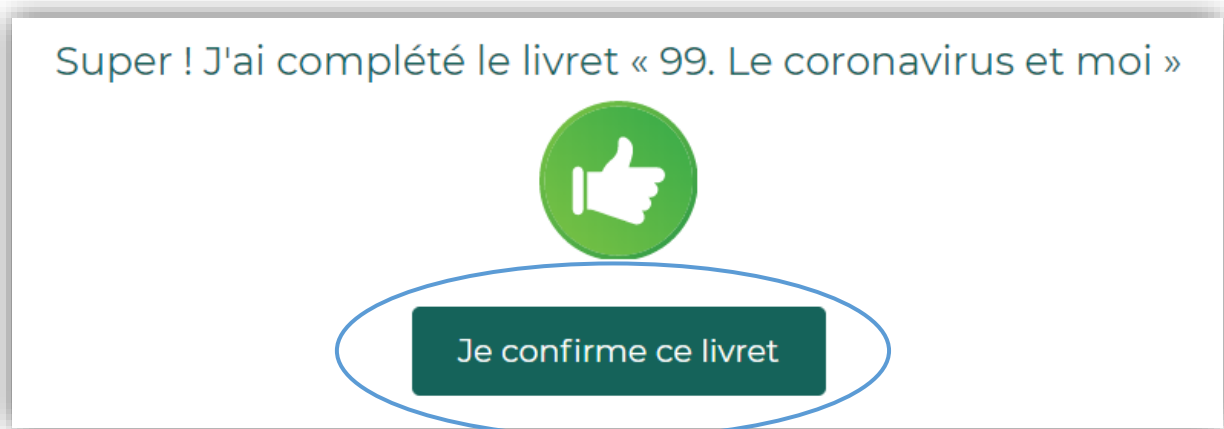 Super ! J'ai complété le livret « 99. Le coronavirus et moi »
Je confirme ce livret